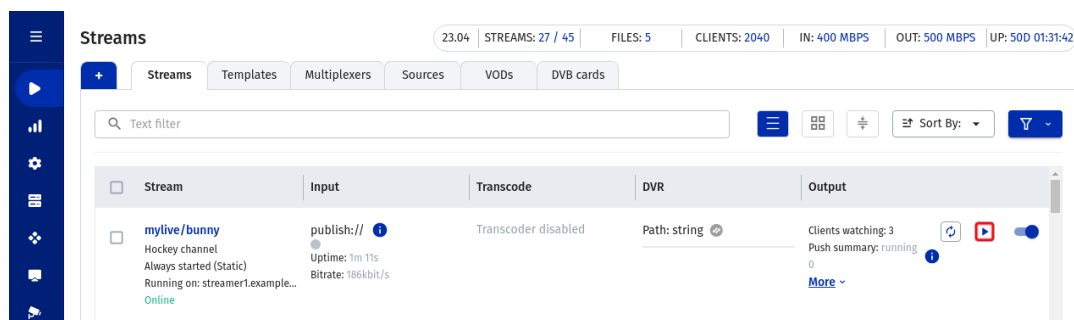 Streams
23.04 STREAMS: 27 / 45 FILES: 5 CLIENTS: 2040 IN: 400 MBPS OUT: 500 MBPS UP: 50D 01:31:42
+ Streams Templates Multiplexers Sources VODs DVB cards
Text filter
Sort By:
Stream Input Transcode DVR Output
mylive/bunny publish:// Transcoder disabled Path: string Clients watching: 3
Hockey channel Push summary: running
Always started (Static) Uptime: 1m 11s 0
Running on: streamer1.example... Bitrate: 186kbit/s More
Online